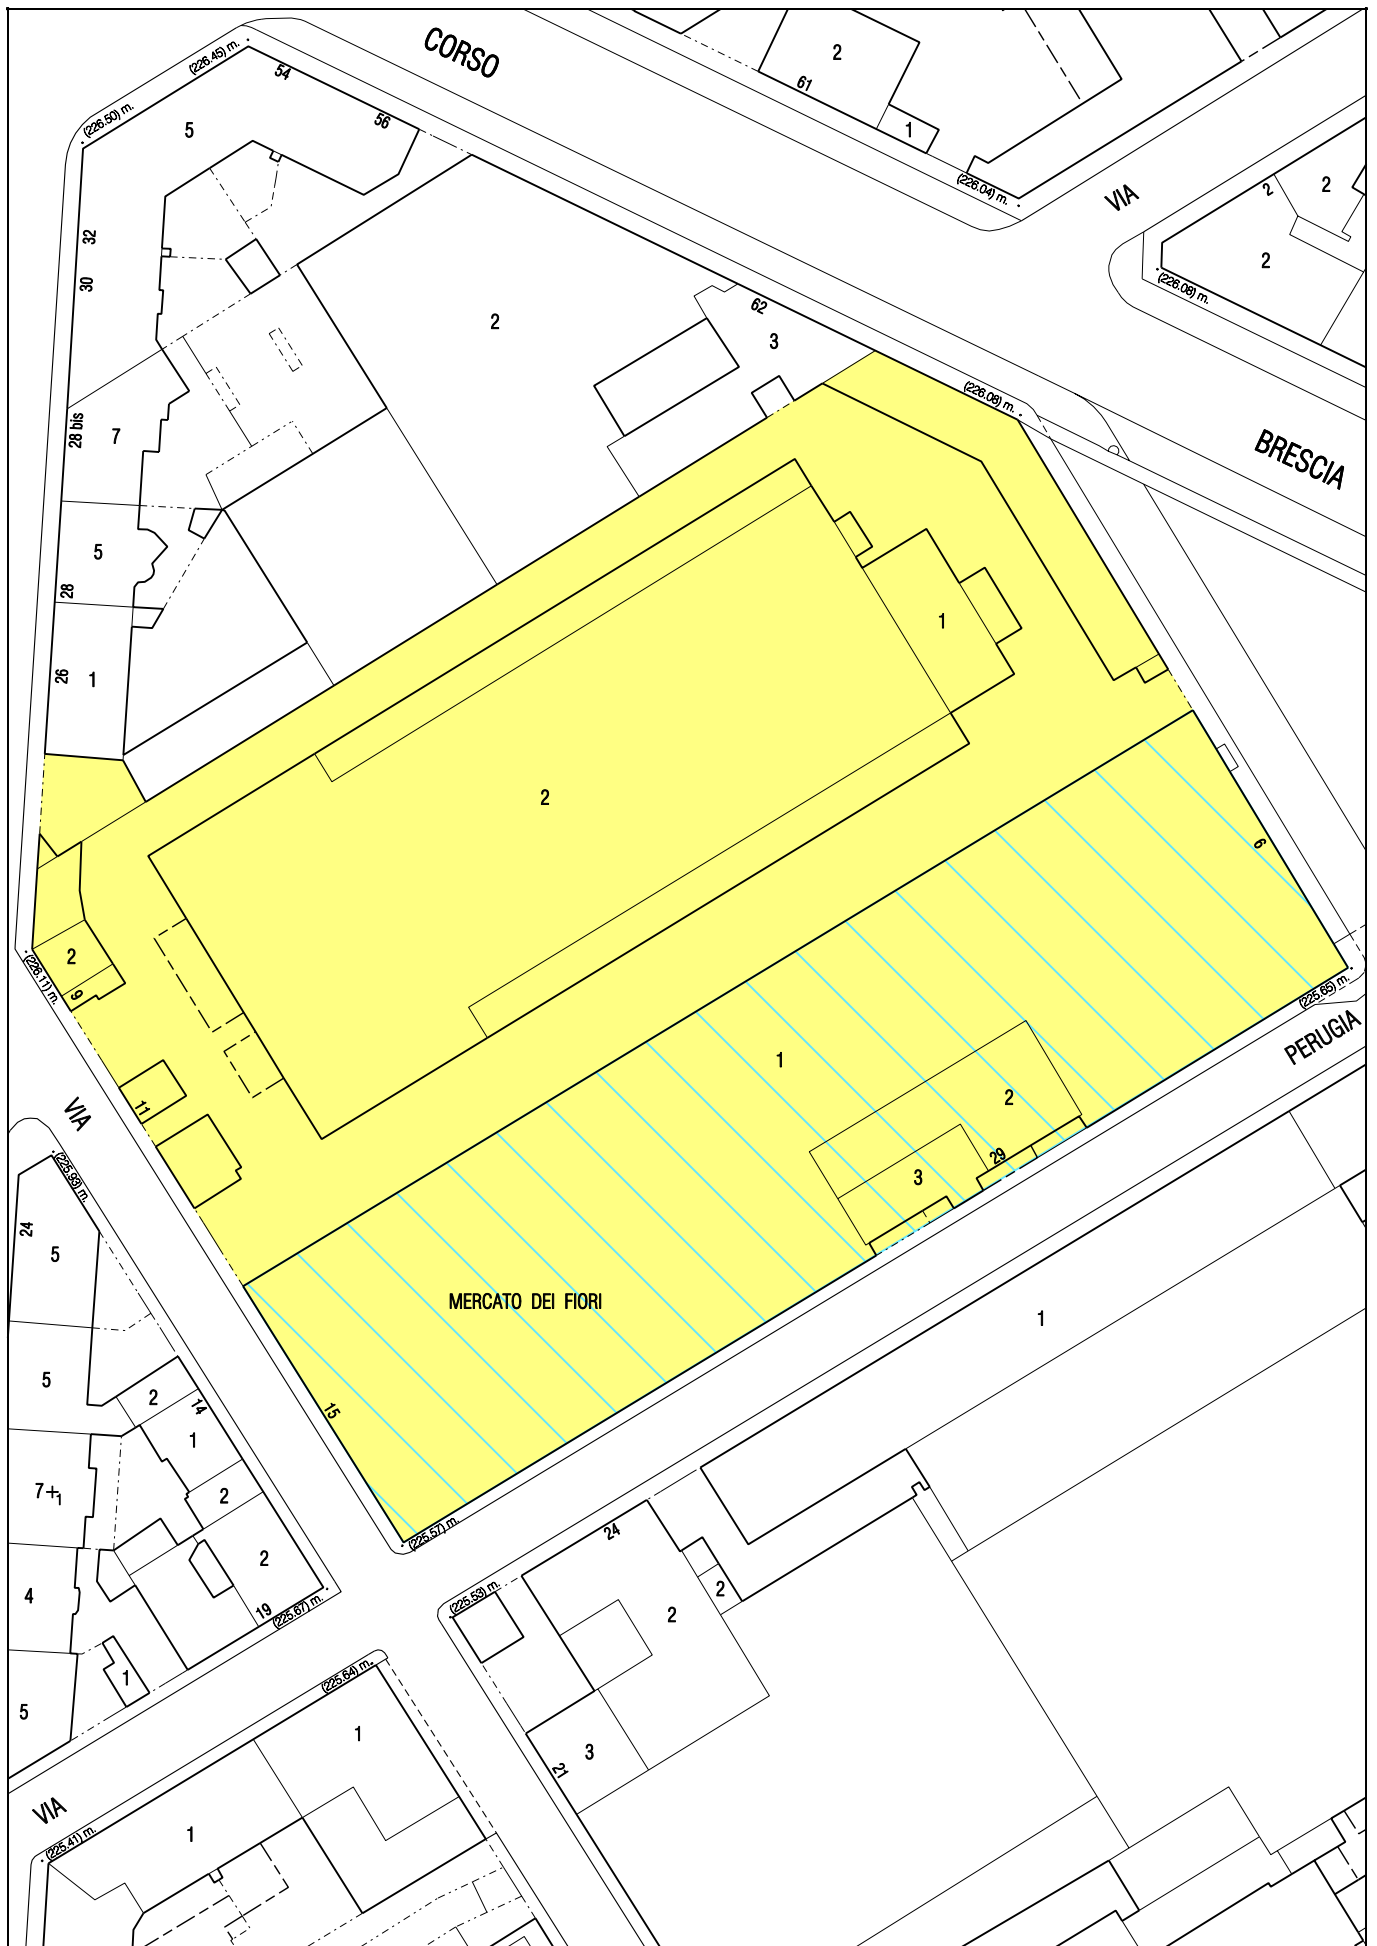 CORSO
(226.45) m.
54
2
61
(226.50) m.
5
56
1
(226.04) m.
VIA
2
2
32
2
(226.08) m.
30
62
2
3
(226.08) m.
28 bis
7
BRESCIA
5
28
1
26
1
2
6
2
(226.11) m.
9
(225.65) m.
PERUGIA
1
2
11
VIA
29
3
(225.93) m.
24
5
MERCATO DEI FIORI
1
5
2
14
15
1
7+1
2
(225.57) m.
24
2
2
4
2
19
(225.67) m.
(225.53) m.
1
(225.64) m.
5
1
3
21
VIA
1
(225.41) m.